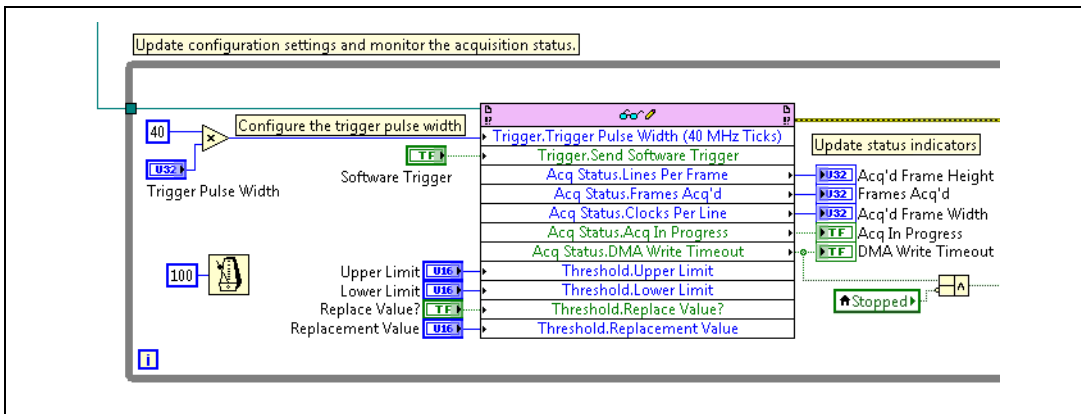 Update configuration settings and monitor the acquisition status.
40
Configure the trigger pulse width
U32
Trigger Pulse Width
TF
Software Trigger
100
Upper Limit U16
Lower Limit U16
Replace Value? TF
Replacement Value U16
i
Trigger.Trigger Pulse Width (40 MHz Ticks)
Trigger.Send Software Trigger
Acq Status.Lines Per Frame
Acq Status.Frames Acq'd
Acq Status.Clocks Per Line
Acq Status.Acq In Progress
Acq Status.DMA Write Timeout
Threshold.Upper Limit
Threshold.Lower Limit
Threshold.Replace Value?
Threshold.Replacement Value
Update status indicators
U32 Acq'd Frame Height
U32 Frames Acq'd
U32 Acq'd Frame Width
TF Acq In Progress
TF DMA Write Timeout
Stopped